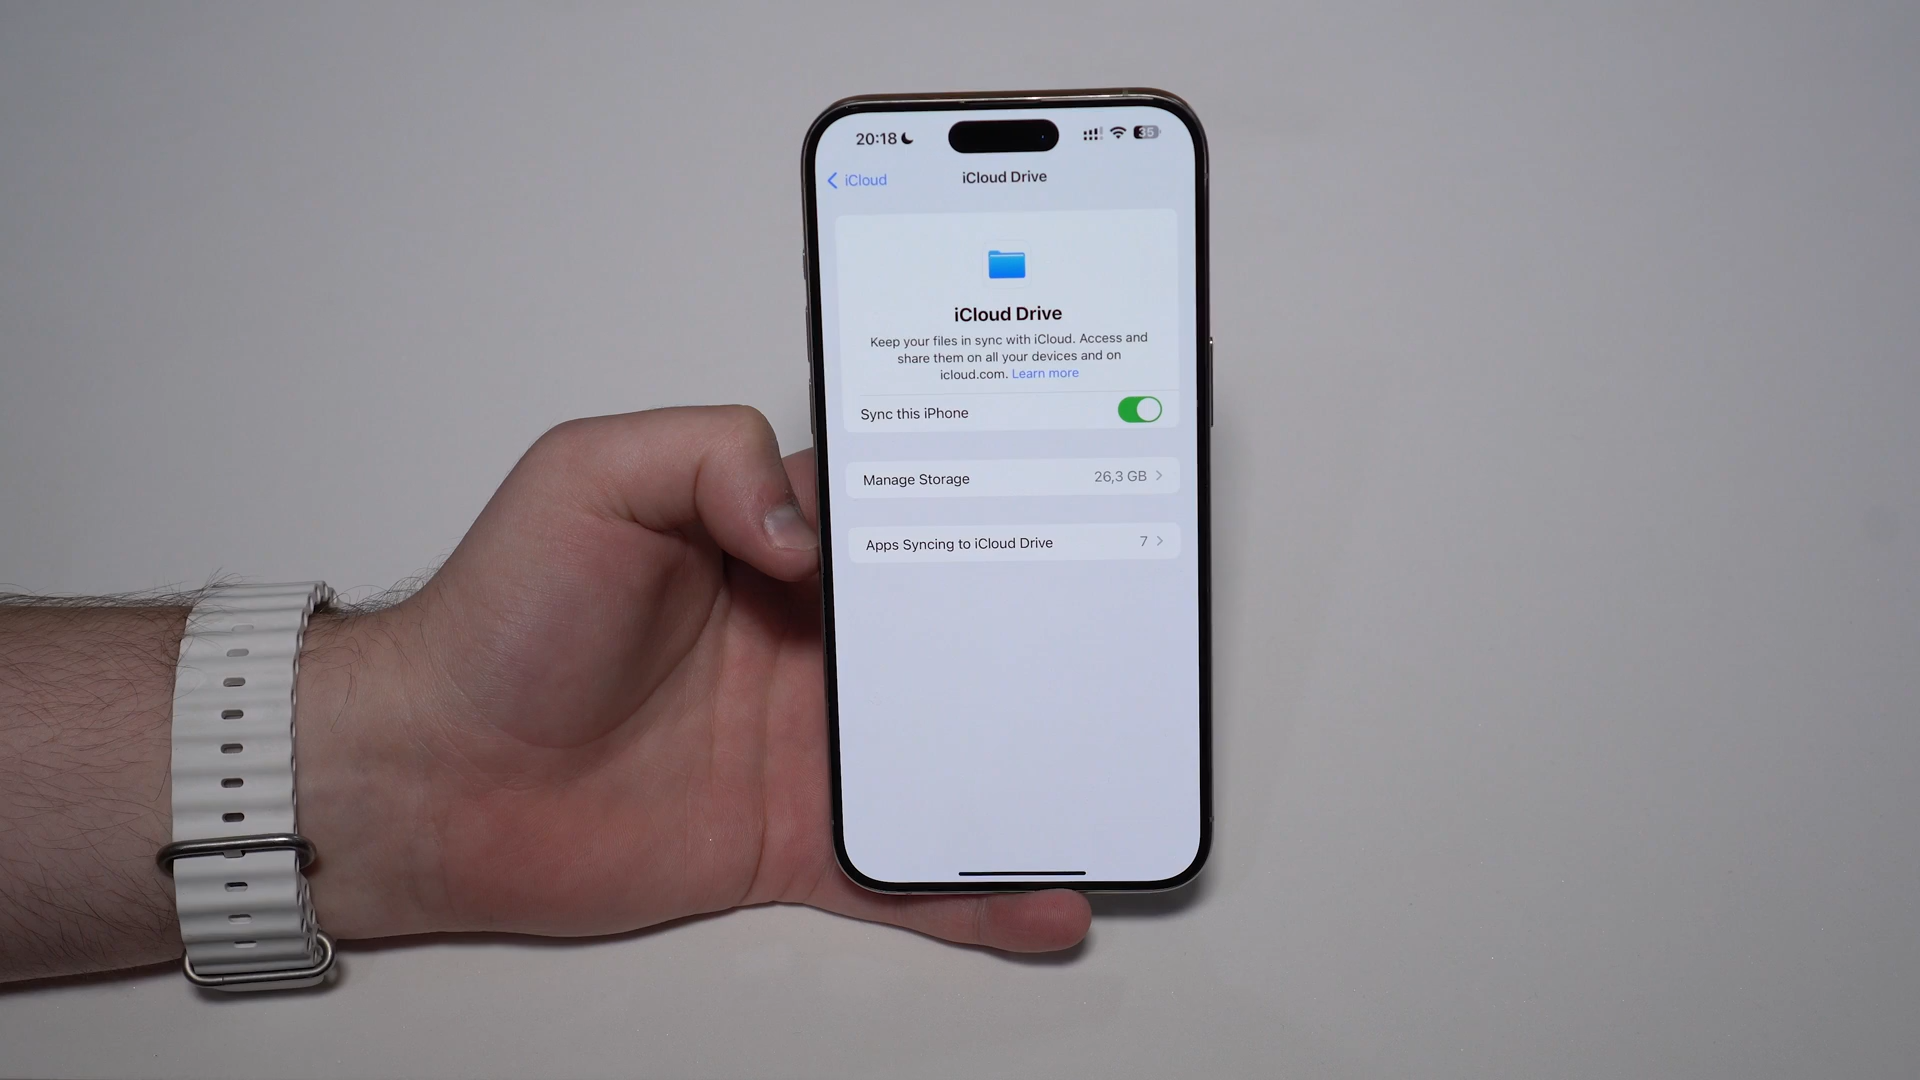 20:18
35
iCloud
iCloud Drive
iCloud Drive
Keep your files in sync with iCloud. Access and
share them on all your devices and on
icloud.com. Learn more
Sync this iPhone
Manage Storage 26,3 GB
Apps Syncing to iCloud Drive 7